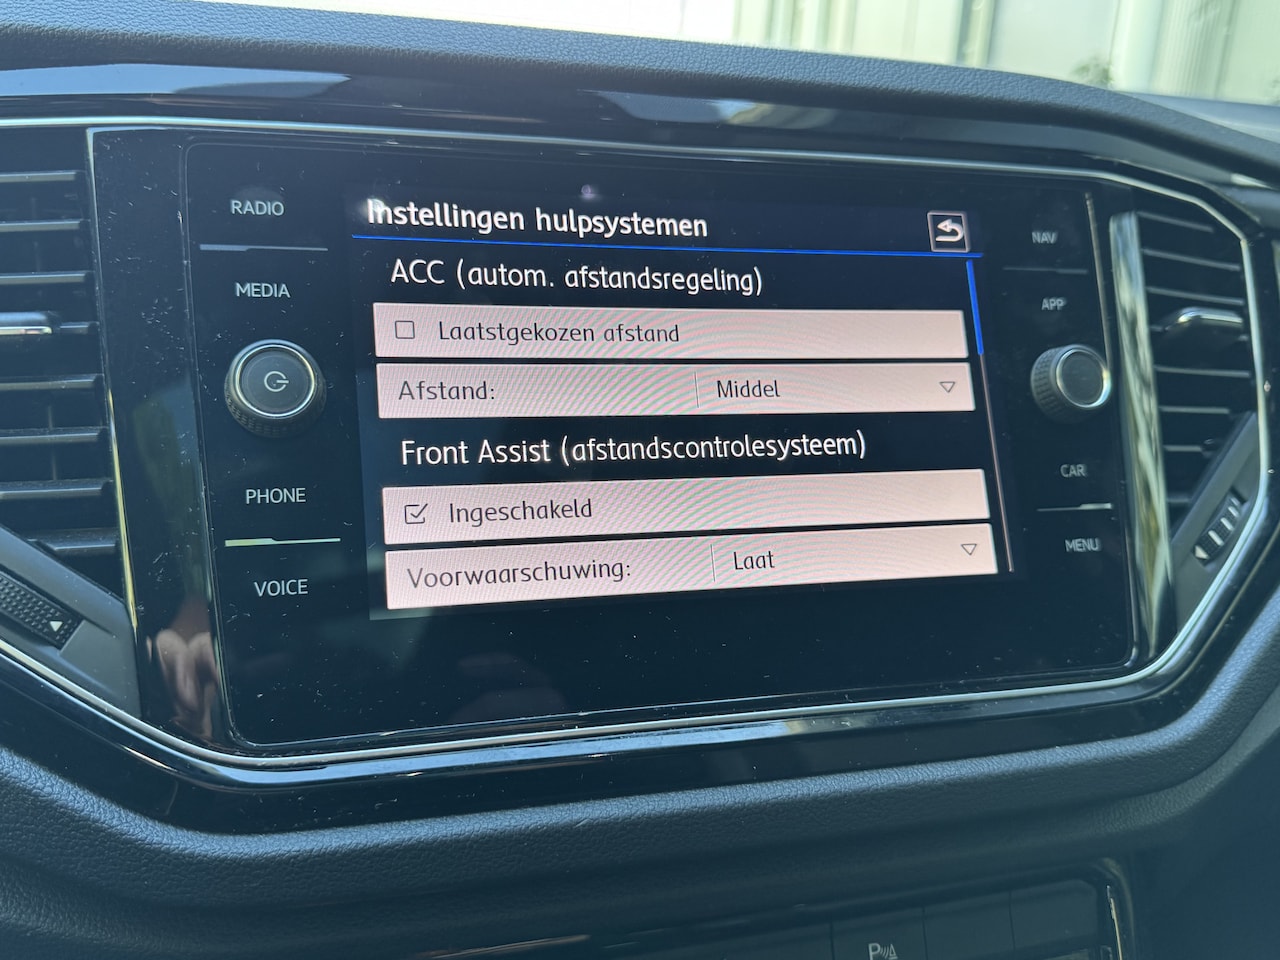 RADIO
MEDIA
PHONE
VOICE
Instellingen hulpsystemen
ACC (autom. afstandsregeling)
Laatstgekozen afstand
Afstand: Middel
Front Assist (afstandscontrolesysteem)
Ingeschakeld
Voorwaarschuwing: Laat
NAV
APP
CAR
MENU
P